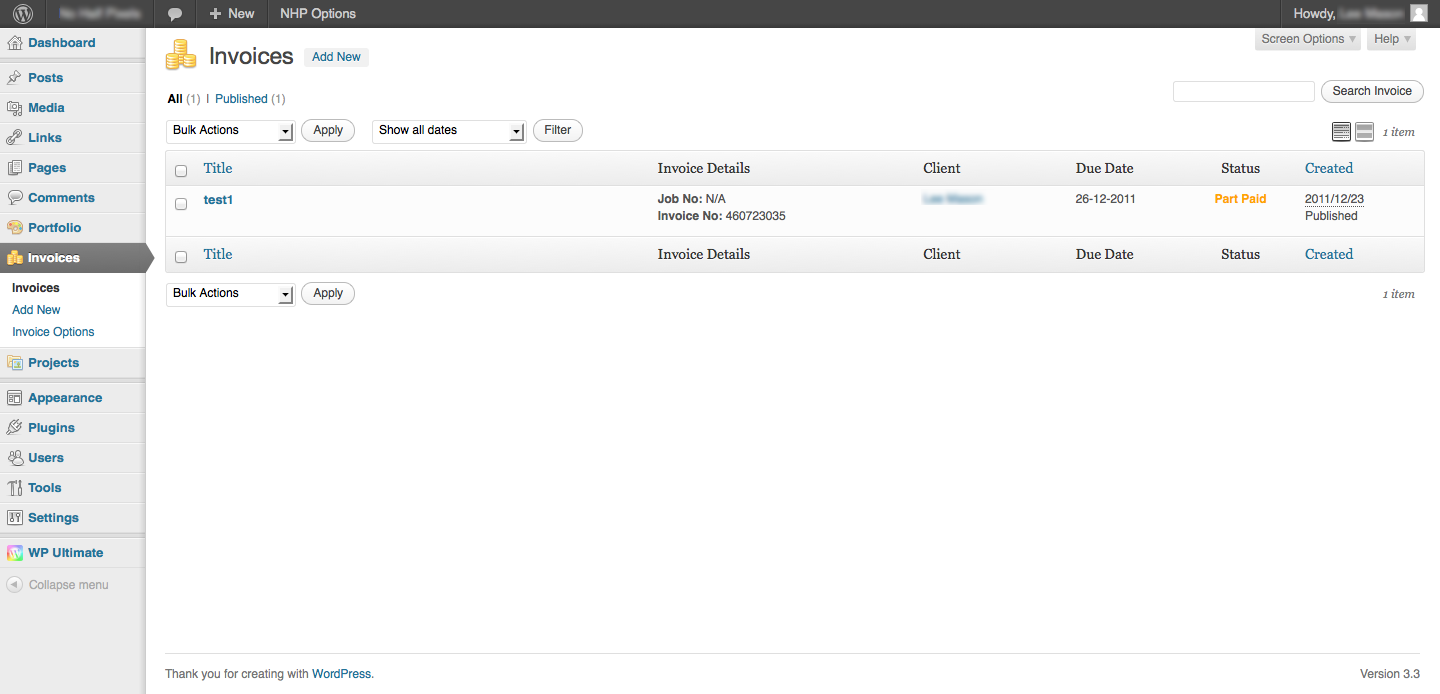 New NHP Options Howdy,
Dashboard
Posts
Media
Links
Pages
Comments
Portfolio
Invoices
Invoices
Add New
Invoice Options
Projects
Appearance
Plugins
Users
Tools
Settings
WP Ultimate
Collapse menu
Screen Options Help
Invoices Add New
All (1) | Published (1)
Search Invoice
Bulk Actions Apply Show all dates Filter 1 item
Title Invoice Details Client Due Date Status Created
test1 Job No: N/A 26-12-2011 Part Paid 2011/12/23
Invoice No: 460723035 Published
Title Invoice Details Client Due Date Status Created
Bulk Actions Apply 1 item
Thank you for creating with WordPress. Version 3.3